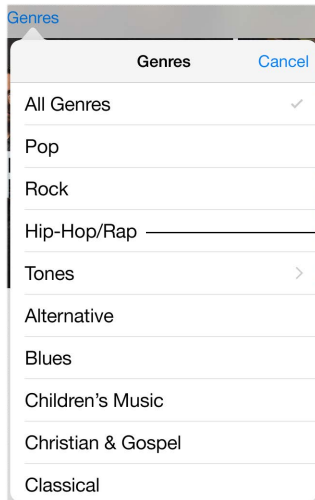 Genres
Genres Cancel
All Genres
Pop
Rock
Hip-Hop/Rap
Tones
Alternative
Blues
Children’s Music
Christian & Gospel
Classical